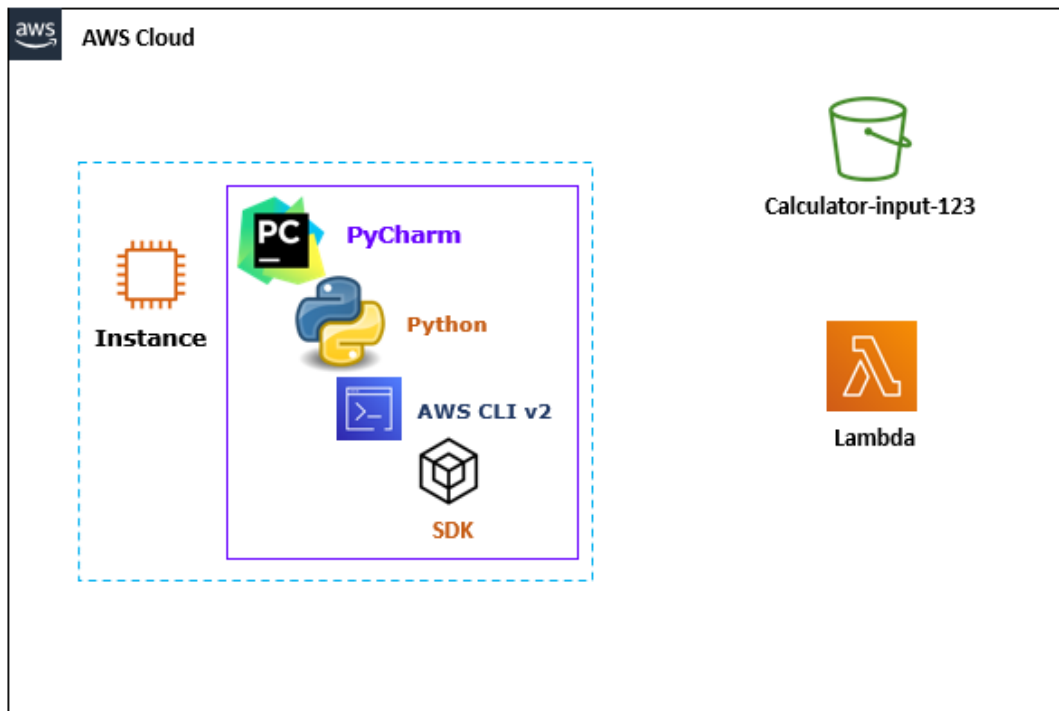 aws
AWS Cloud
Calculator-input-123
PC
PyCharm
Instance
Python
AWS CLI v2
Lambda
SDK